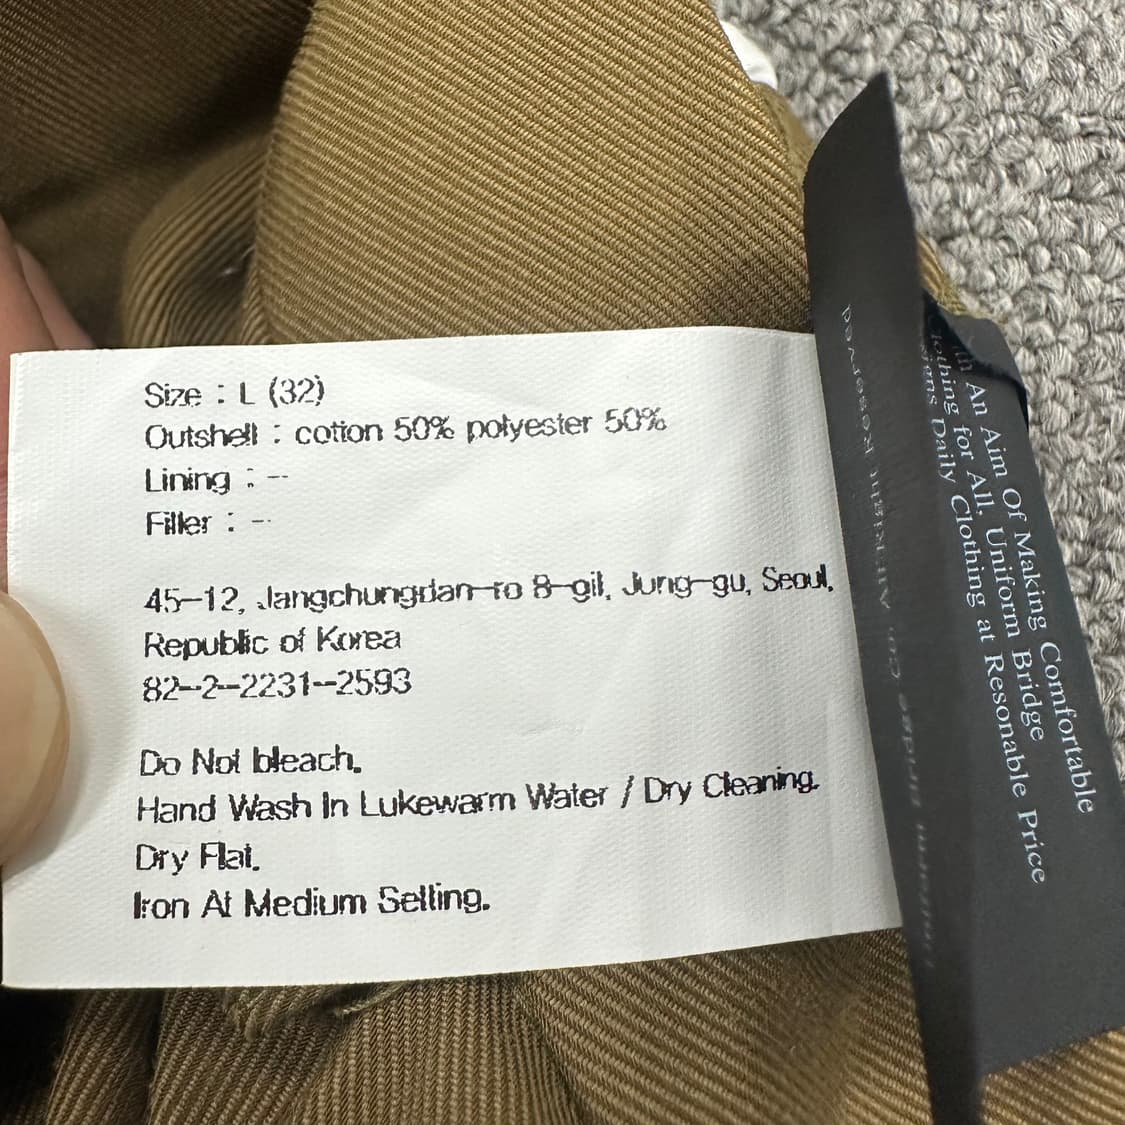 Size : L (32)
Outshell : cotton 50% polyester 50%
Lining : --
Filler : --
45-12, Jangchungdan-ro 8-gil, Jung-gu, Seoul,
Republic of Korea
82-2-2231-2593
Do Not bleach.
Hand Wash In Lukewarm Water / Dry Cleaning.
Dry Flat.
Iron At Medium Setting.
An Aim Of Making Comfortable
Clothing for All, Uniform Bridge
Daily Clothing at Resonable Price